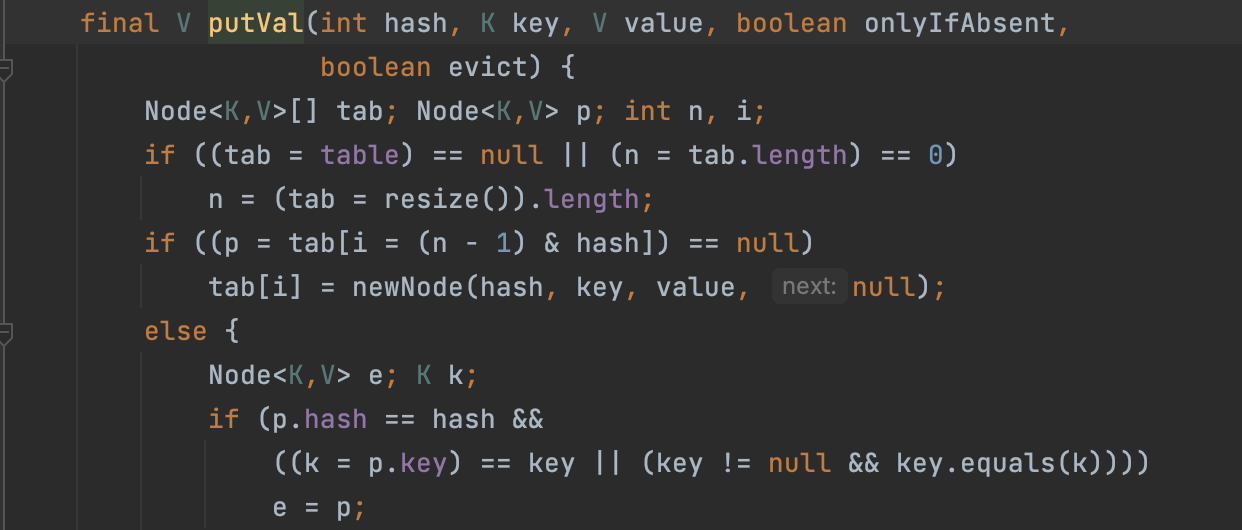 final V putVal(int hash, K key, V value, boolean onlyIfAbsent,
boolean evict) {
Node<K,V>[] tab; Node<K,V> p; int n, i;
if ((tab = table) == null || (n = tab.length) == 0)
n = (tab = resize()).length;
if ((p = tab[i = (n - 1) & hash]) == null)
tab[i] = newNode(hash, key, value, next: null);
else {
Node<K,V> e; K k;
if (p.hash == hash &&
((k = p.key) == key || (key != null && key.equals(k))))
e = p;